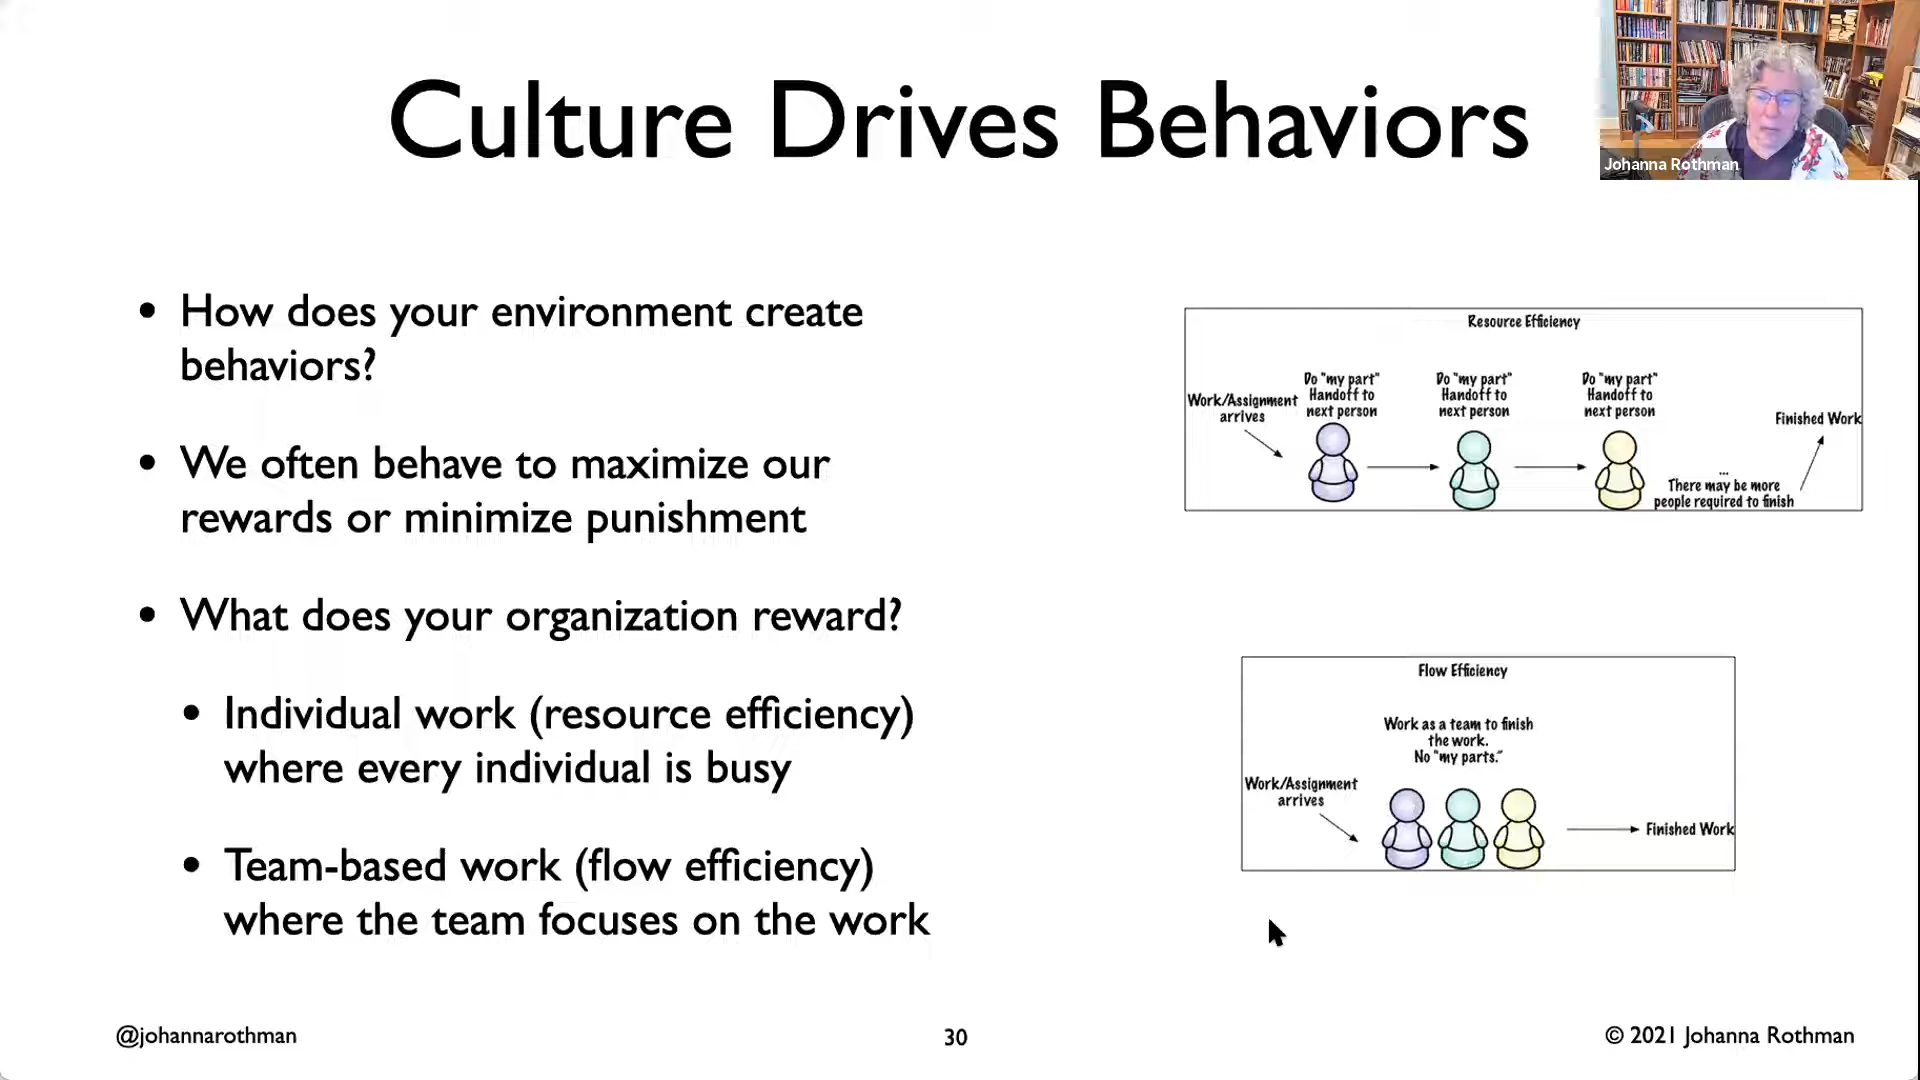 Culture Drives Behaviors
Johanna Rothman
• How does your environment create
behaviors?
• We often behave to maximize our
rewards or minimize punishment
• What does your organization reward?
• Individual work (resource efficiency)
where every individual is busy
• Team-based work (flow efficiency)
where the team focuses on the work
Resource Efficiency
Work/Assignment
arrives
Do "my part"
Handoff to
next person
Do "my part"
Handoff to
next person
Do "my part"
Handoff to
next person
...
There may be more
people required to finish
Finished Work
Flow Efficiency
Work as a team to finish
the work.
No "my parts."
Work/Assignment
arrives
Finished Work
@johannarothman
30
© 2021 Johanna Rothman